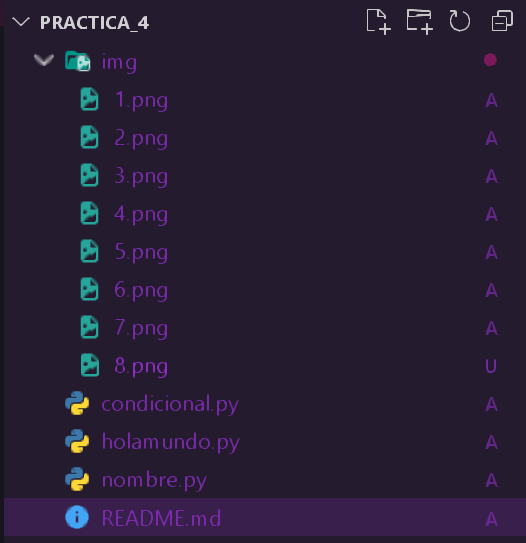 PRACTICA_4
img
1.png A
2.png A
3.png A
4.png A
5.png A
6.png A
7.png A
8.png U
condicional.py A
holamundo.py A
nombre.py A
README.md A